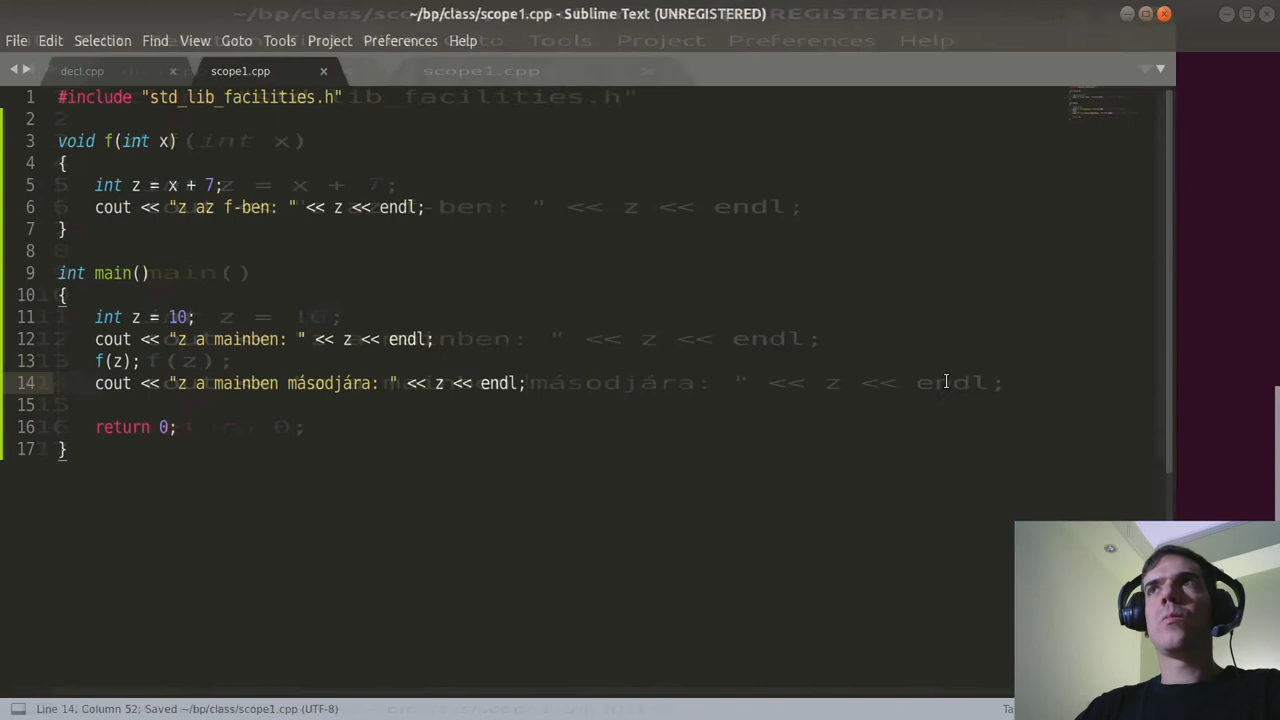 ~/bp/class/scope1.cpp - Sublime Text (UNREGISTERED)
File Edit Selection Find View Goto Tools Project Preferences Help
decl.cpp × scope1.cpp ×
1 #include "std_lib_facilities.h"
2
3 void f(int x)
4 {
5 int z = x + 7;
6 cout << "z az f-ben: " << z << endl;
7 }
8
9 int main()
10 {
11 int z = 10;
12 cout << "z a mainben: " << z << endl;
13 f(z);
14 cout << "z a mainben másodjára: " << z << endl;
15
16 return 0;
17 }
Line 14, Column 52; Saved ~/bp/class/scope1.cpp (UTF-8)